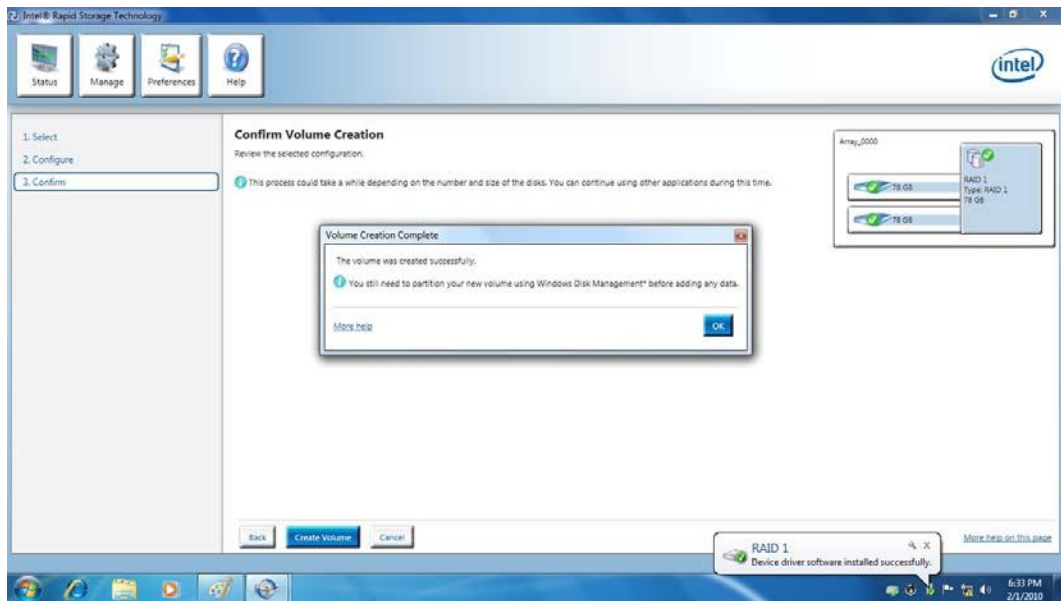 Intel® Rapid Storage Technology
Status
Manage
Preferences
Help
intel
1. Select
2. Configure
3. Confirm
Confirm Volume Creation
Review the selected configuration.
This process could take a while depending on the number and size of the disks. You can continue using other applications during this time.
Array_0000
78 GB
78 GB
RAID 1
Type: RAID 1
78 GB
Volume Creation Complete
The volume was created successfully.
You still need to partition your new volume using Windows Disk Management* before adding any data.
More help
OK
Back
Create Volume
Cancel
More help on this page
RAID 1
Device driver software installed successfully.
6:33 PM
2/1/2010